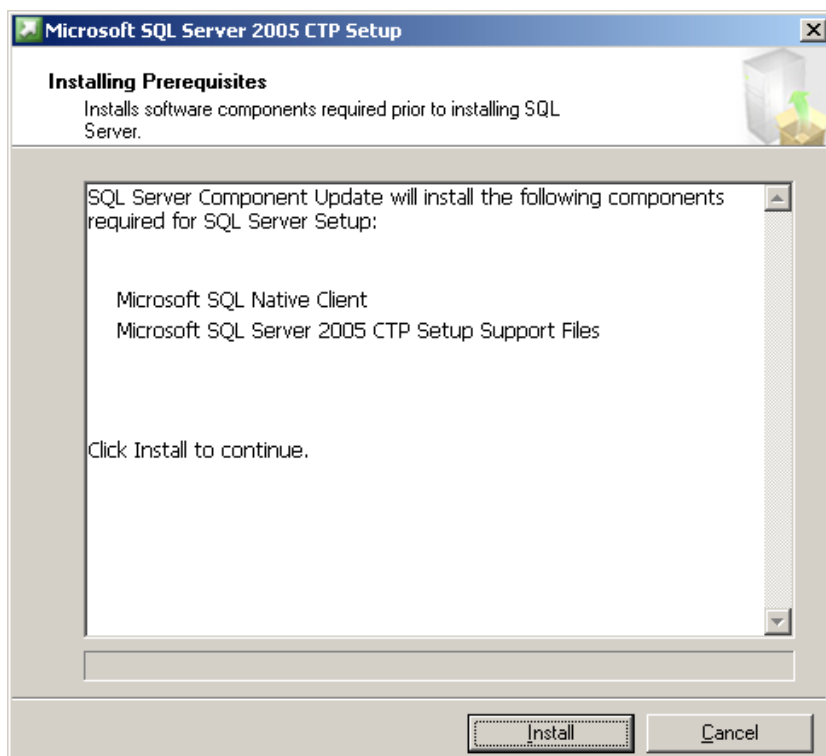 Microsoft SQL Server 2005 CTP Setup
Installing Prerequisites
Installs software components required prior to installing SQL
Server.
SQL Server Component Update will install the following components
required for SQL Server Setup:
Microsoft SQL Native Client
Microsoft SQL Server 2005 CTP Setup Support Files
Click Install to continue.
Install
Cancel